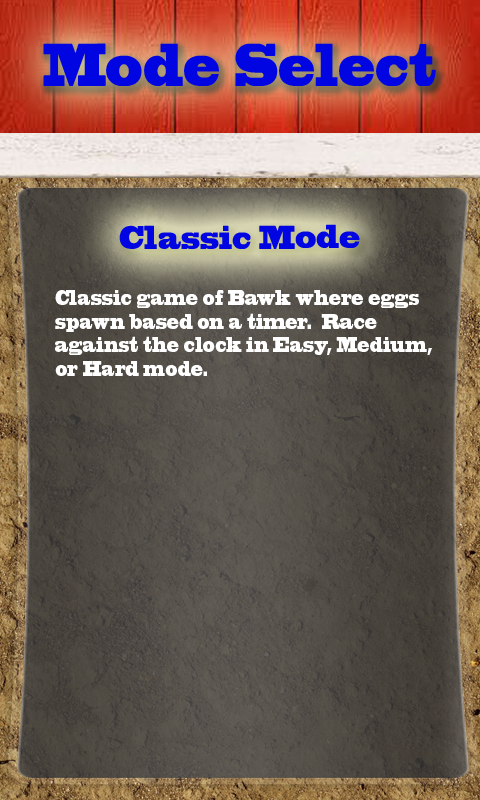 Mode Select
Classic Mode
Classic game of Bawk where eggs
spawn based on a timer.  Race
against the clock in Easy, Medium,
or Hard mode.